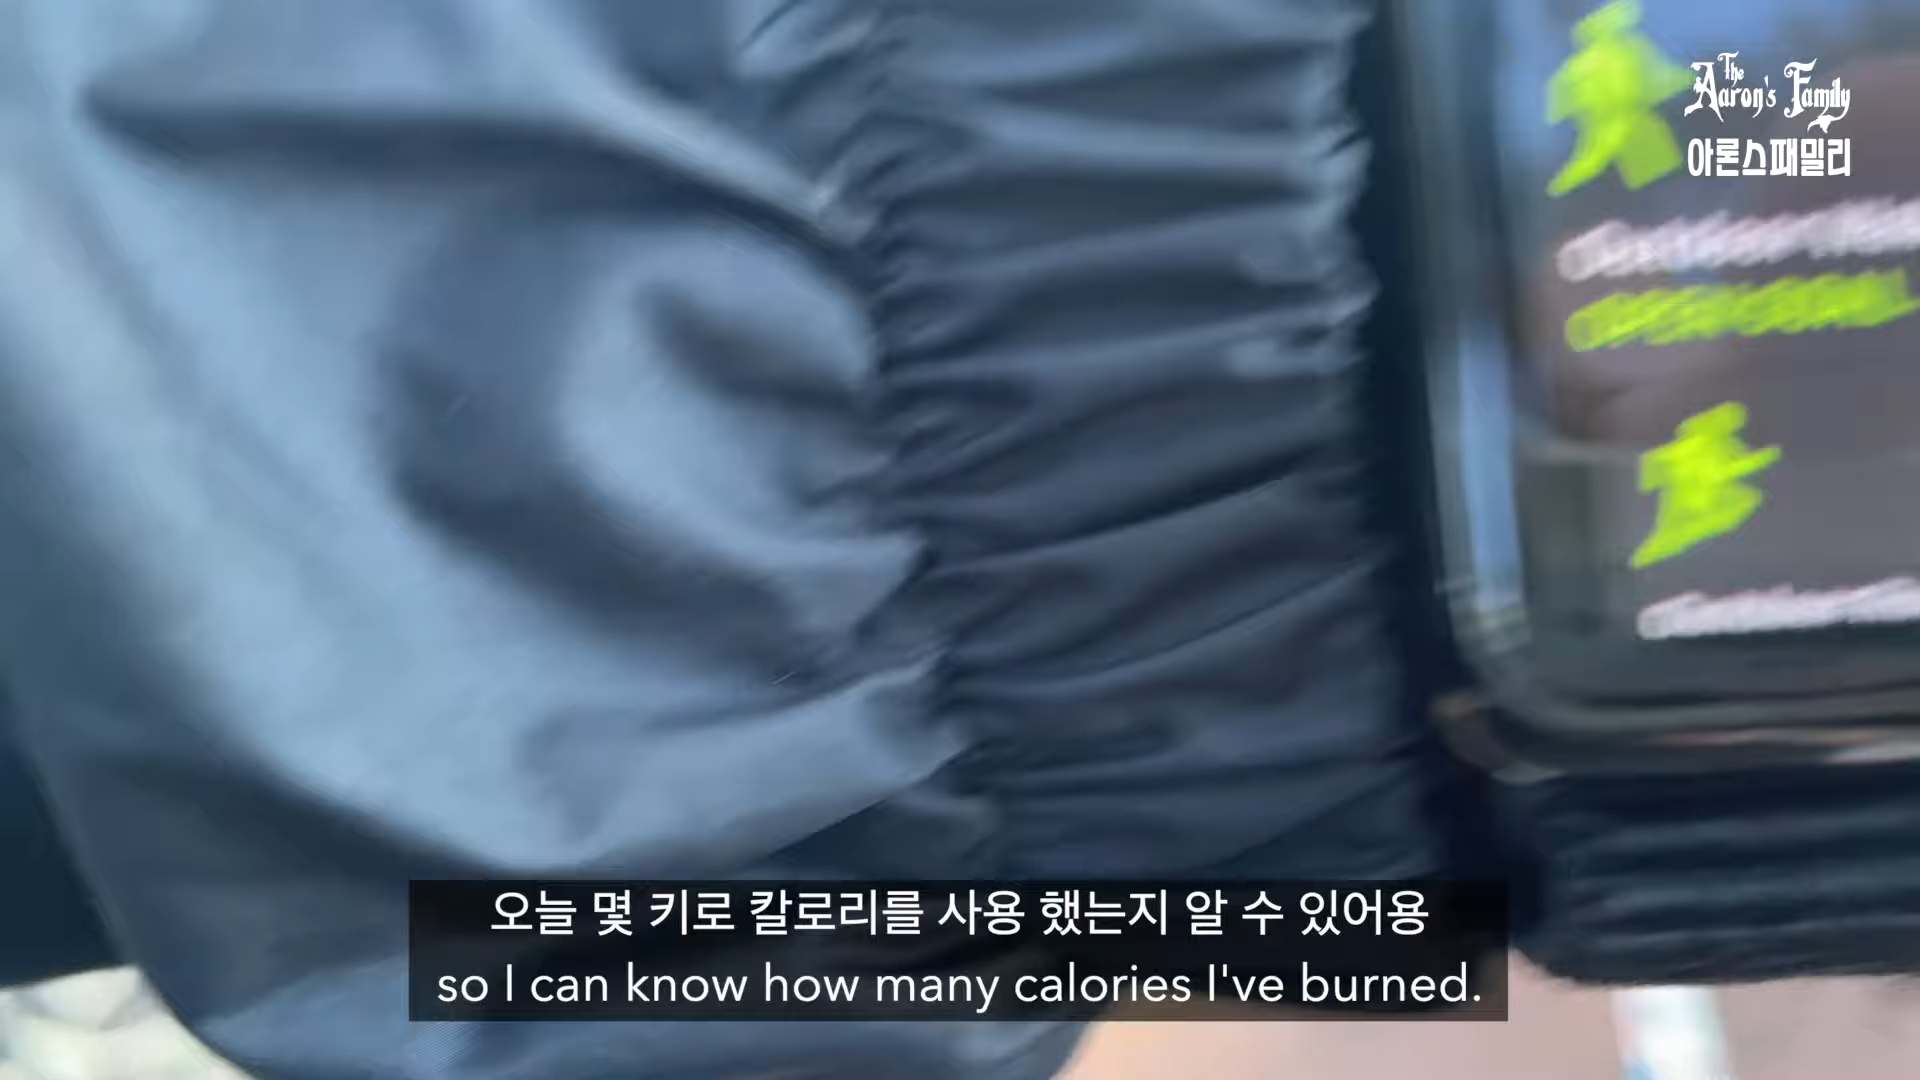 The
Aaron's Family
아론스패밀리
오늘 몇 키로 칼로리를 사용 했는지 알 수 있어용
so I can know how many calories I've burned.